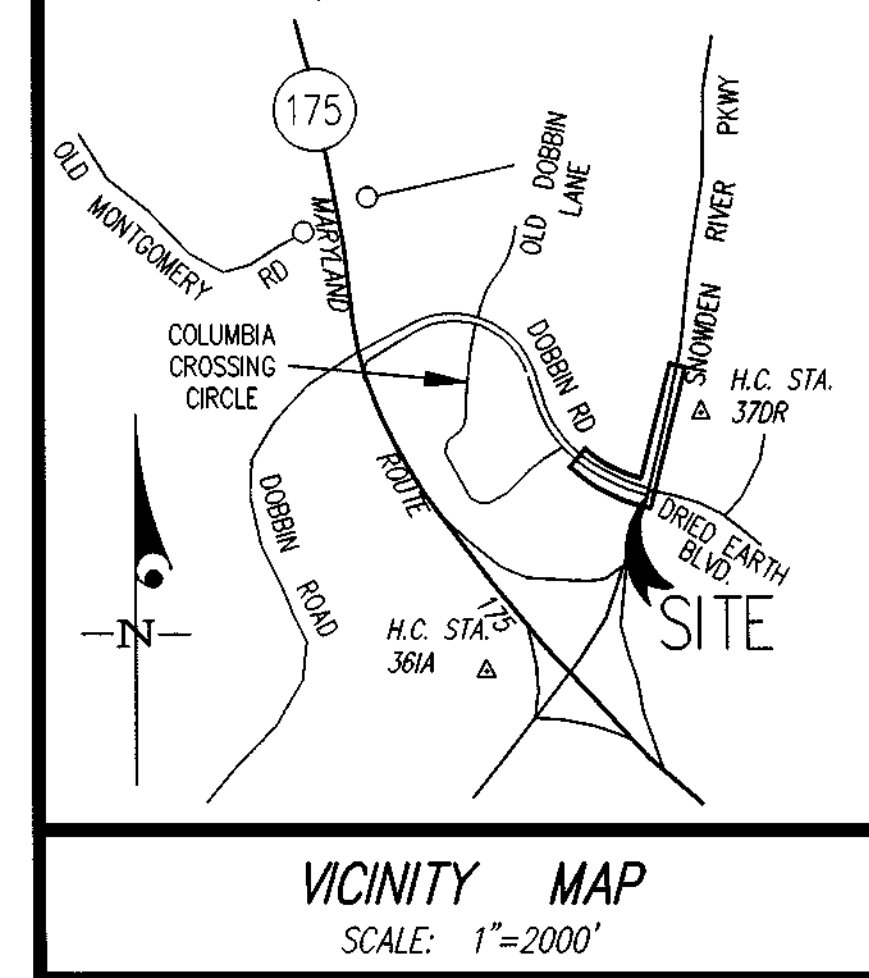 175
OLD MONTGOMERY RD
MARYLAND ROUTE 175
OLD DOBBIN
LANE
SNOWDEN RIVER PKWY
COLUMBIA
CROSSING
CIRCLE
DOBBIN RD
H.C. STA.
37DR
DOBBIN ROAD
DRIED EARTH
BLVD.
SITE
H.C. STA.
361A
N
VICINITY MAP
SCALE: 1"=2000'